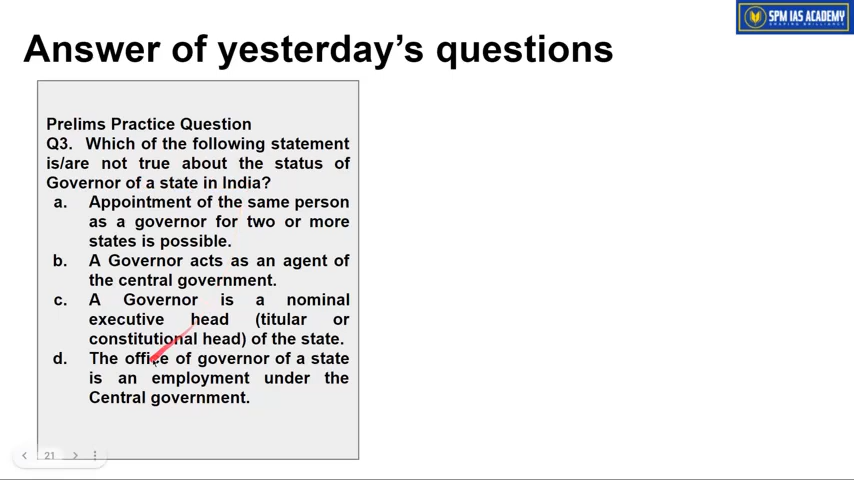 SPM IAS ACADEMY
SHAPING BRILLIANCE
Answer of yesterday’s questions
Prelims Practice Question
Q3. Which of the following statement
is/are not true about the status of
Governor of a state in India?
a. Appointment of the same person
as a governor for two or more
states is possible.
b. A Governor acts as an agent of
the central government.
c. A Governor is a nominal
executive head (titular or
constitutional head) of the state.
d. The office of governor of a state
is an employment under the
Central government.
21